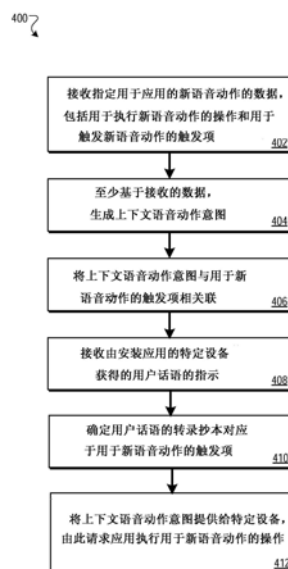 400
接收指定用于应用的新语音动作的数据，
包括用于执行新语音动作的操作和用于
触发新语音动作的触发项
402
至少基于接收的数据，
生成上下文语音动作意图
404
将上下文语音动作意图与用于新
语音动作的触发项相关联
406
接收由安装应用的特定设备
获得的用户话语的指示
408
确定用户话语的转录抄本对应
于用于新语音动作的触发项
410
将上下文语音动作意图提供给特定设备，
由此请求应用执行用于新语音动作的操作
412